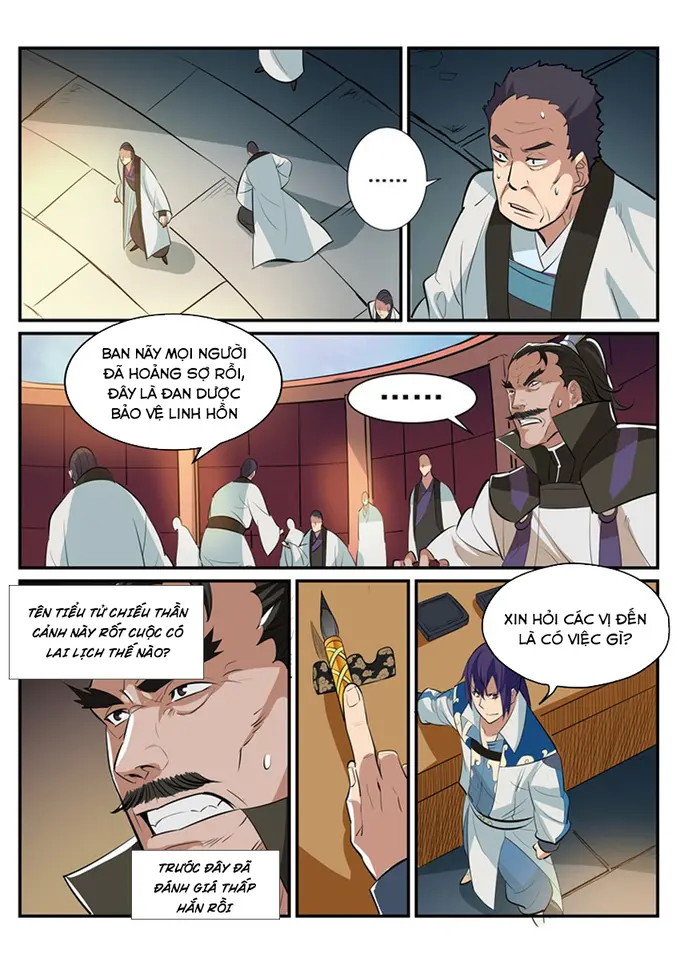 ......
BAN NÃY MỌI NGƯỜI
ĐÃ HOẢNG SỢ RỒI,
ĐÂY LÀ ĐAN DƯỢC
BẢO VỆ LINH HỒN
......
TÊN TIỂU TỬ CHIẾU THẦN
CẢNH NÀY RỐT CUỘC CÓ
LAI LỊCH THẾ NÀO?
TRƯỚC ĐÂY ĐÃ
ĐÁNH GIÁ THẤP
HẮN RỒI
XIN HỎI CÁC VỊ ĐẾN
LÀ CÓ VIỆC GÌ?